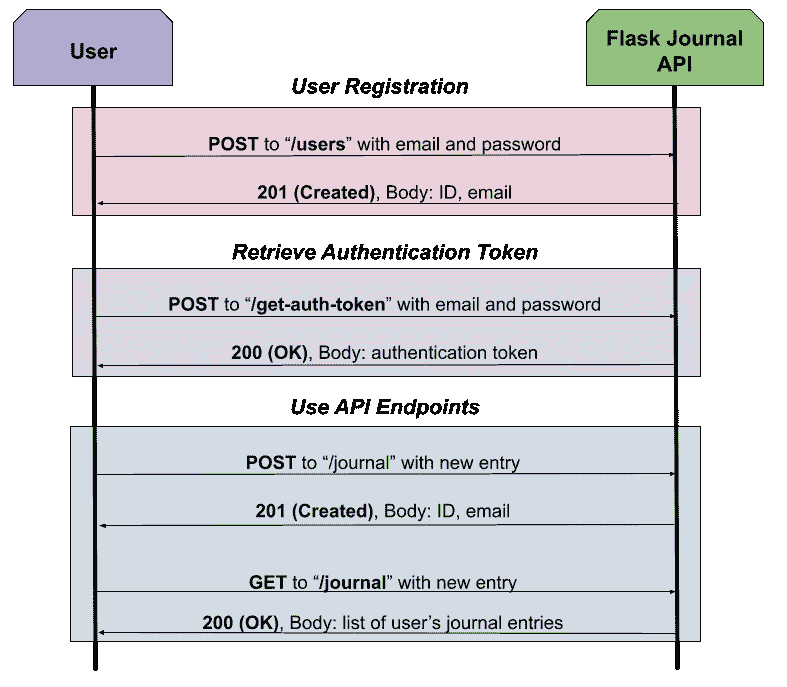 User
Flask Journal
API
User Registration
POST to “/users” with email and password
201 (Created), Body: ID, email
Retrieve Authentication Token
POST to “/get-auth-token” with email and password
200 (OK), Body: authentication token
Use API Endpoints
POST to “/journal” with new entry
201 (Created), Body: ID, email
GET to “/journal” with new entry
200 (OK), Body: list of user’s journal entries